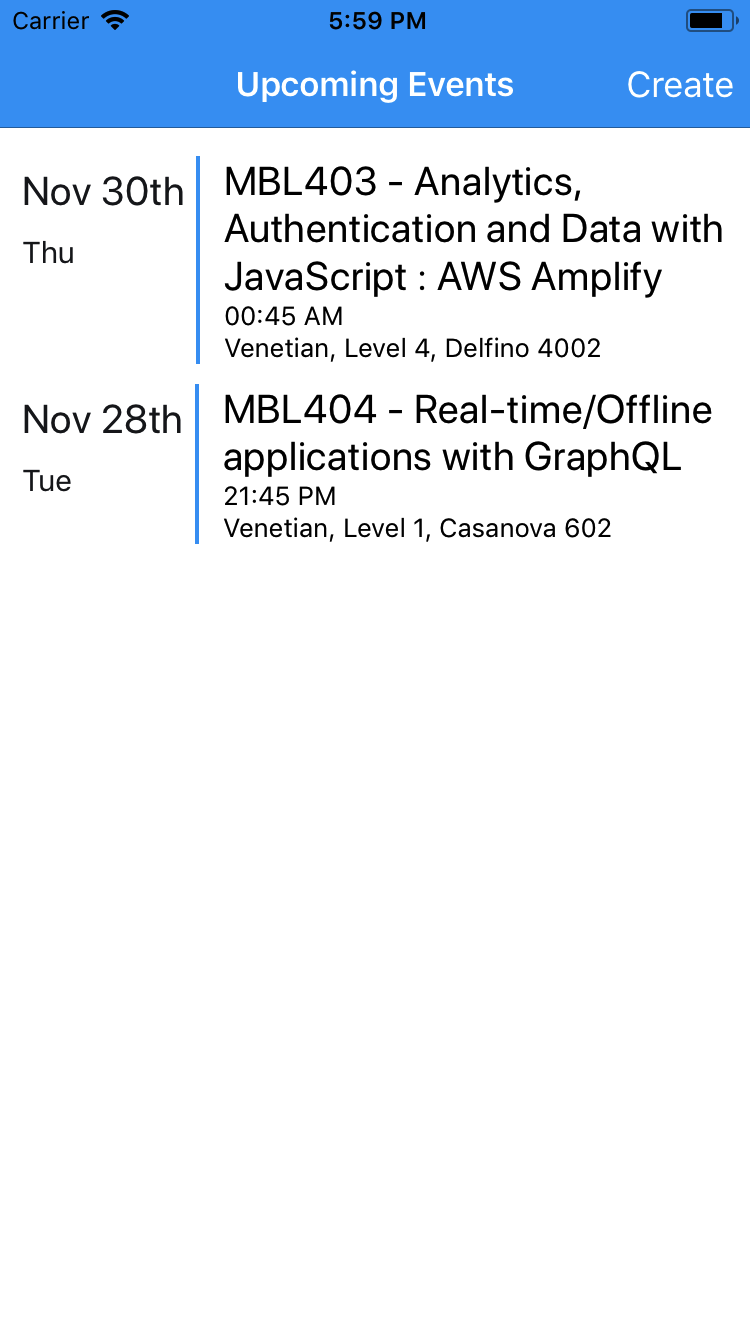 Carrier 5:59 PM
Upcoming Events Create
Nov 30th
Thu
MBL403 - Analytics,
Authentication and Data with
JavaScript : AWS Amplify
00:45 AM
Venetian, Level 4, Delfino 4002
Nov 28th
Tue
MBL404 - Real-time/Offline
applications with GraphQL
21:45 PM
Venetian, Level 1, Casanova 602